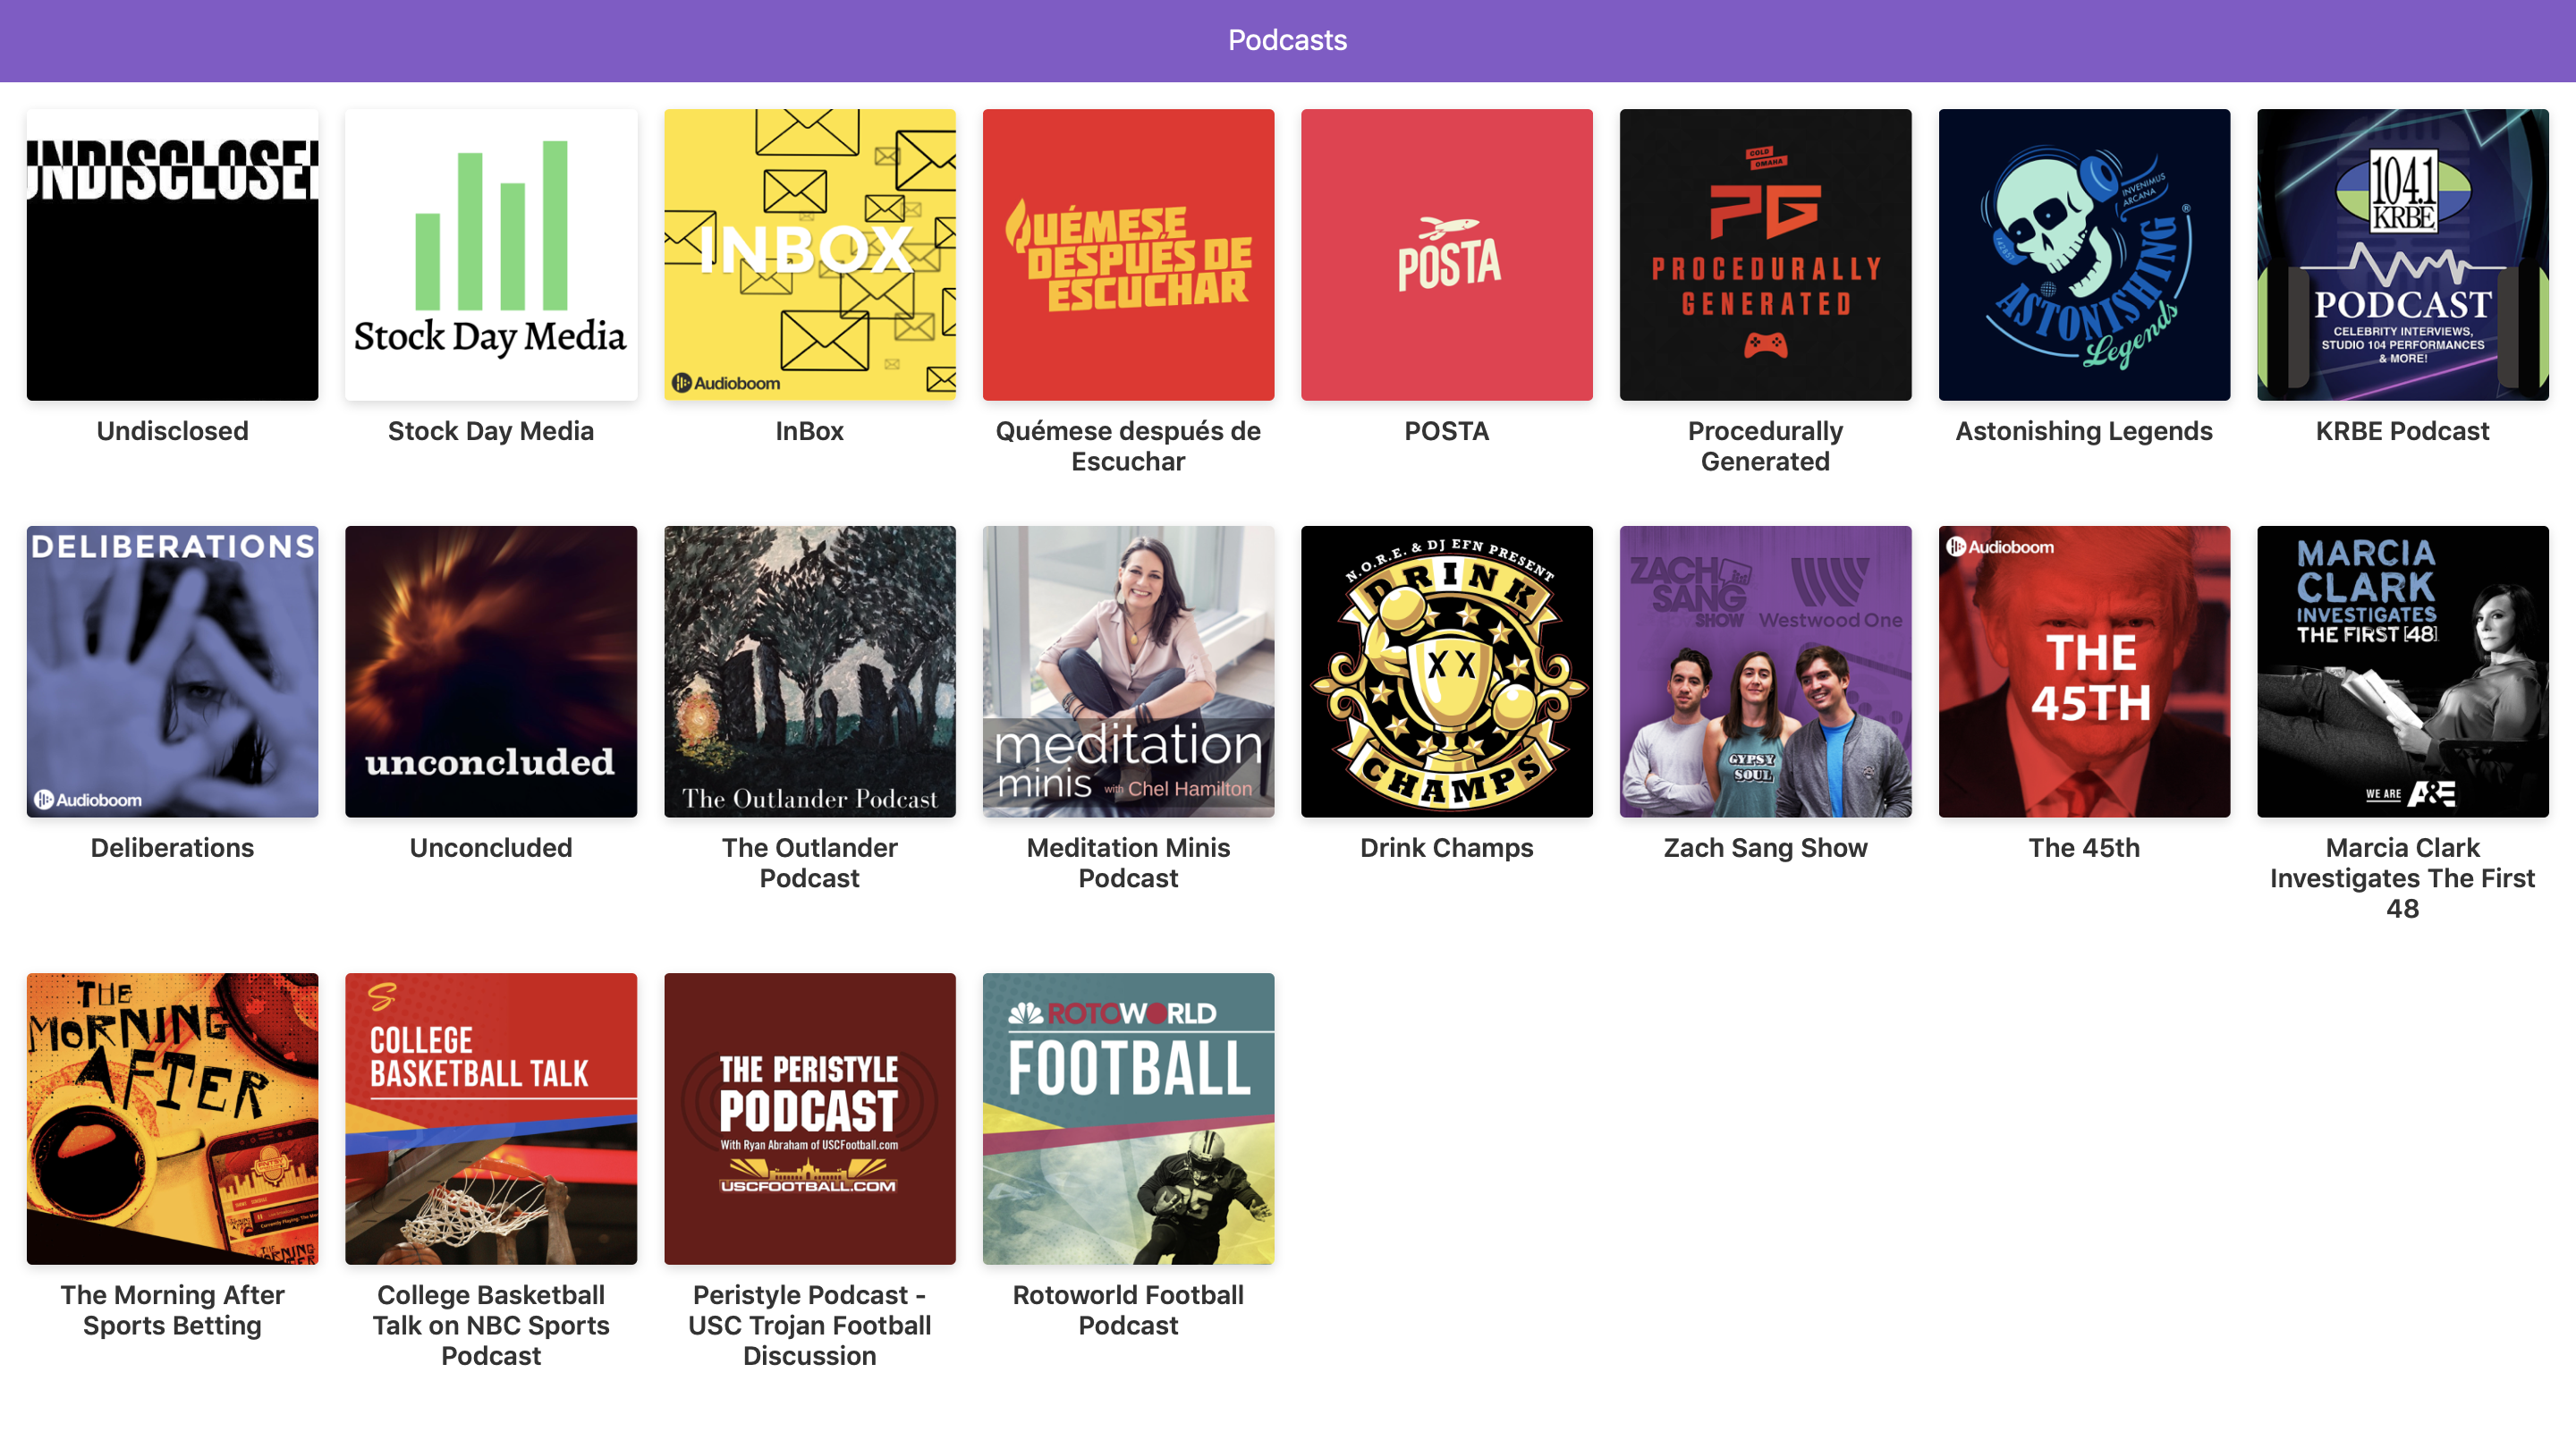 Podcasts
UNDISCLOSED
Stock Day Media
INBOX
Audioboom
QUÉMESE
DESPUÉS DE
ESCUCHAR
POSTA
COLD
OMAHA
PG
PROCEDURALLY
GENERATED
INVENIMUS
ARCANA
ASTONISHING
Legends
®
104.1
KRBE
PODCAST
CELEBRITY INTERVIEWS,
STUDIO 104 PERFORMANCES
& MORE!
Undisclosed
Stock Day Media
InBox
Quémese después de
Escuchar
POSTA
Procedurally
Generated
Astonishing Legends
KRBE Podcast
DELIBERATIONS
Audioboom
unconcluded
The Outlander Podcast
meditation
minis with Chel Hamilton
N.O.R.E. & DJ EFN PRESENT
DRINK
XX
CHAMPS
ZACH
SANG
SHOW
Westwood One
GYPSY
SOUL
Audioboom
THE
45TH
MARCIA
CLARK
INVESTIGATES
THE FIRST [48]
WE ARE A&E
Deliberations
Unconcluded
The Outlander
Podcast
Meditation Minis
Podcast
Drink Champs
Zach Sang Show
The 45th
Marcia Clark
Investigates The First
48
THE
MORNING
AFTER
THE
MORNING
AFTER
S
COLLEGE
BASKETBALL TALK
THE PERISTYLE
PODCAST
With Ryan Abraham of USCFootball.com
USCFOOTBALL.COM
ROTOWORLD
FOOTBALL
The Morning After
Sports Betting
College Basketball
Talk on NBC Sports
Podcast
Peristyle Podcast -
USC Trojan Football
Discussion
Rotoworld Football
Podcast